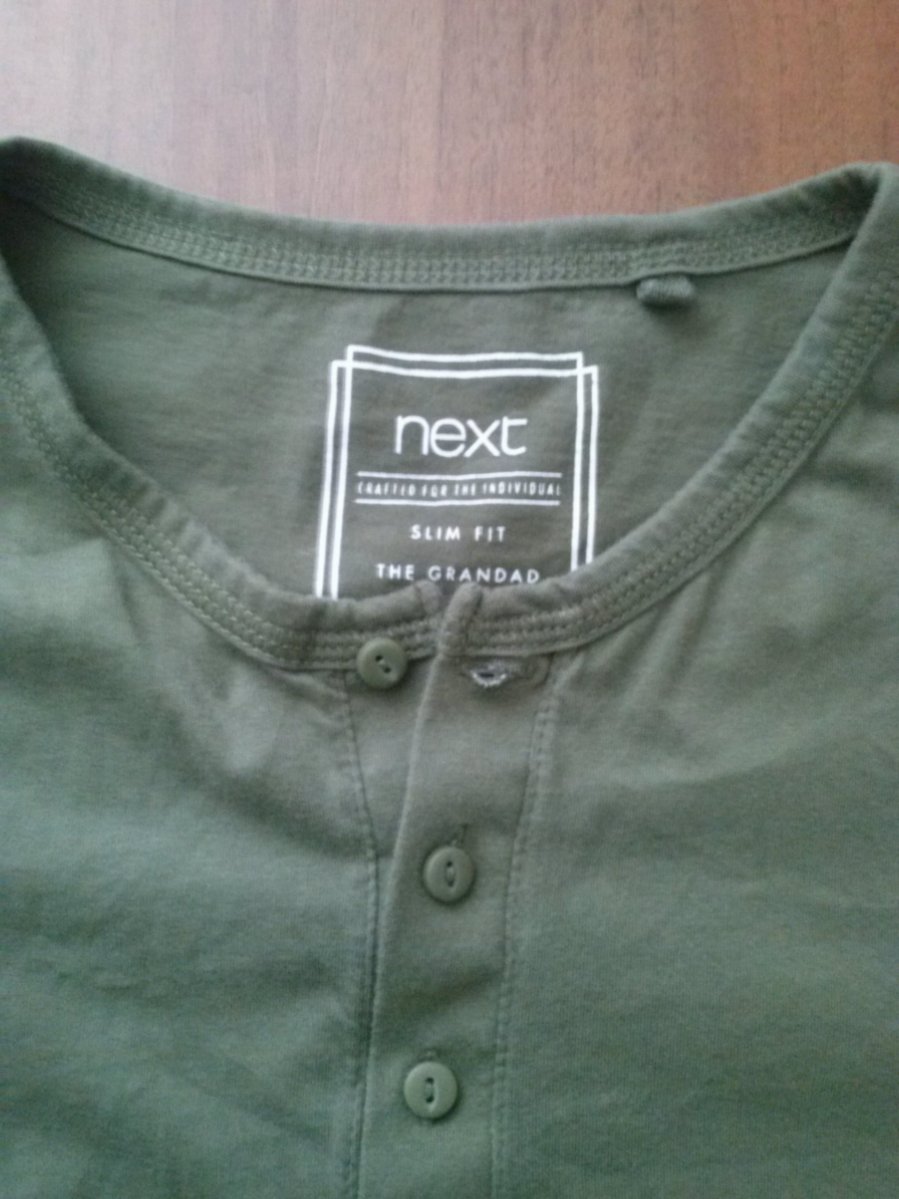 next
CRAFTED FOR THE INDIVIDUAL
SLIM FIT
THE GRANDAD